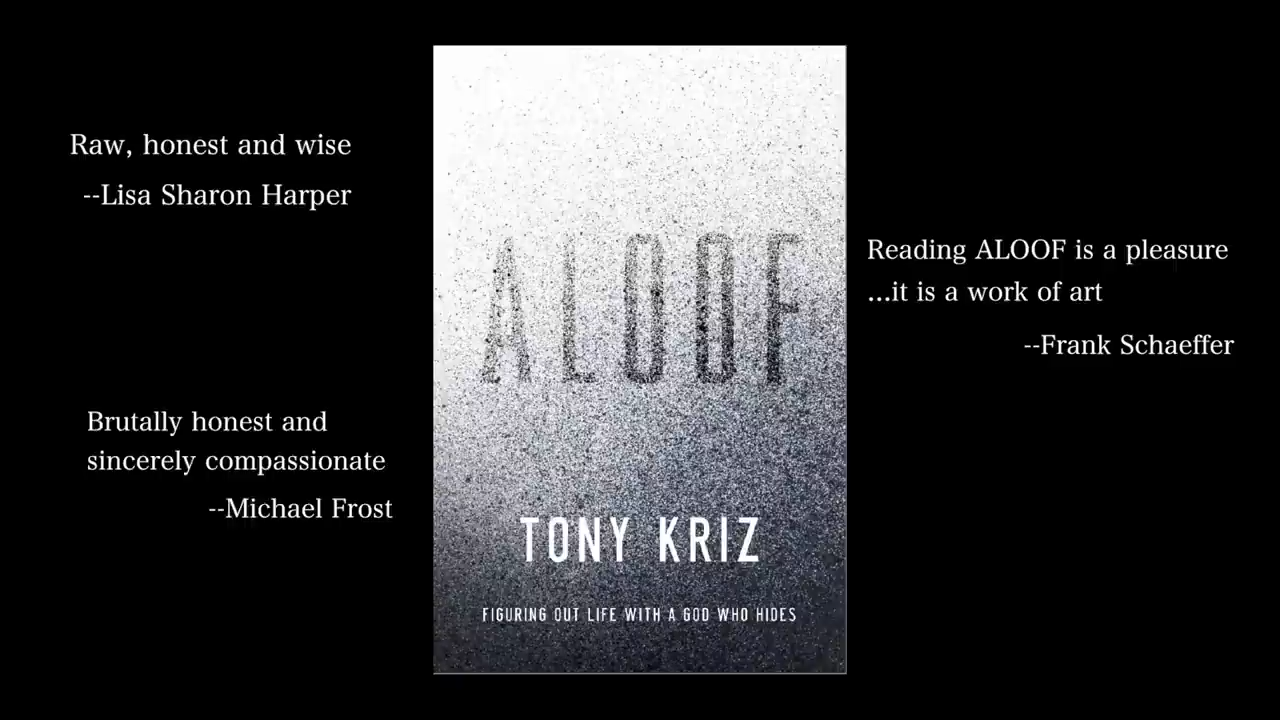 Raw, honest and wise
--Lisa Sharon Harper
Brutally honest and
sincerely compassionate
--Michael Frost
ALOOF
TONY KRIZ
FIGURING OUT LIFE WITH A GOD WHO HIDES
Reading ALOOF is a pleasure
...it is a work of art
--Frank Schaeffer